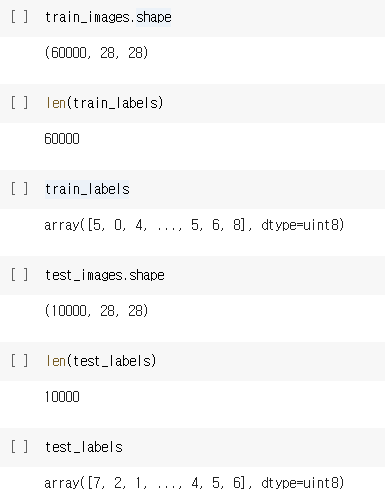 [ ] train_images.shape
(60000, 28, 28)
[ ] len(train_labels)
60000
[ ] train_labels
array([5, 0, 4, ..., 5, 6, 8], dtype=uint8)
[ ] test_images.shape
(10000, 28, 28)
[ ] len(test_labels)
10000
[ ] test_labels
array([7, 2, 1, ..., 4, 5, 6], dtype=uint8)